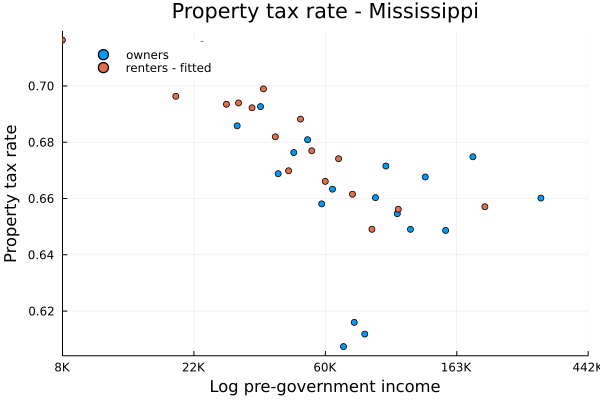 Property tax rate - Mississippi
owners
renters - fitted
Property tax rate
0.70
0.68
0.66
0.64
0.62
8K
22K
60K
163K
442K
Log pre-government income